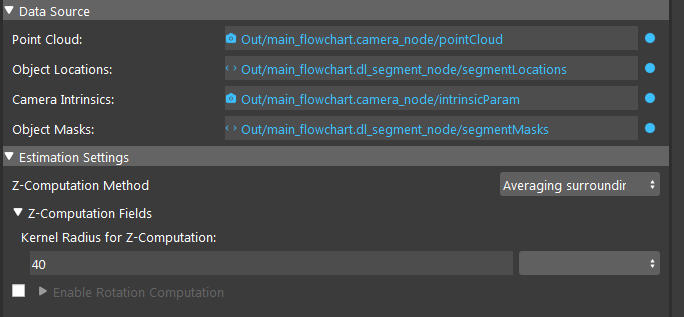 Data Source
Point Cloud: Out/main_flowchart.camera_node/pointCloud
Object Locations: Out/main_flowchart.dl_segment_node/segmentLocations
Camera Intrinsics: Out/main_flowchart.camera_node/intrinsicParam
Object Masks: Out/main_flowchart.dl_segment_node/segmentMasks
Estimation Settings
Z-Computation Method Averaging surroundir
Z-Computation Fields
Kernel Radius for Z-Computation:
40
Enable Rotation Computation